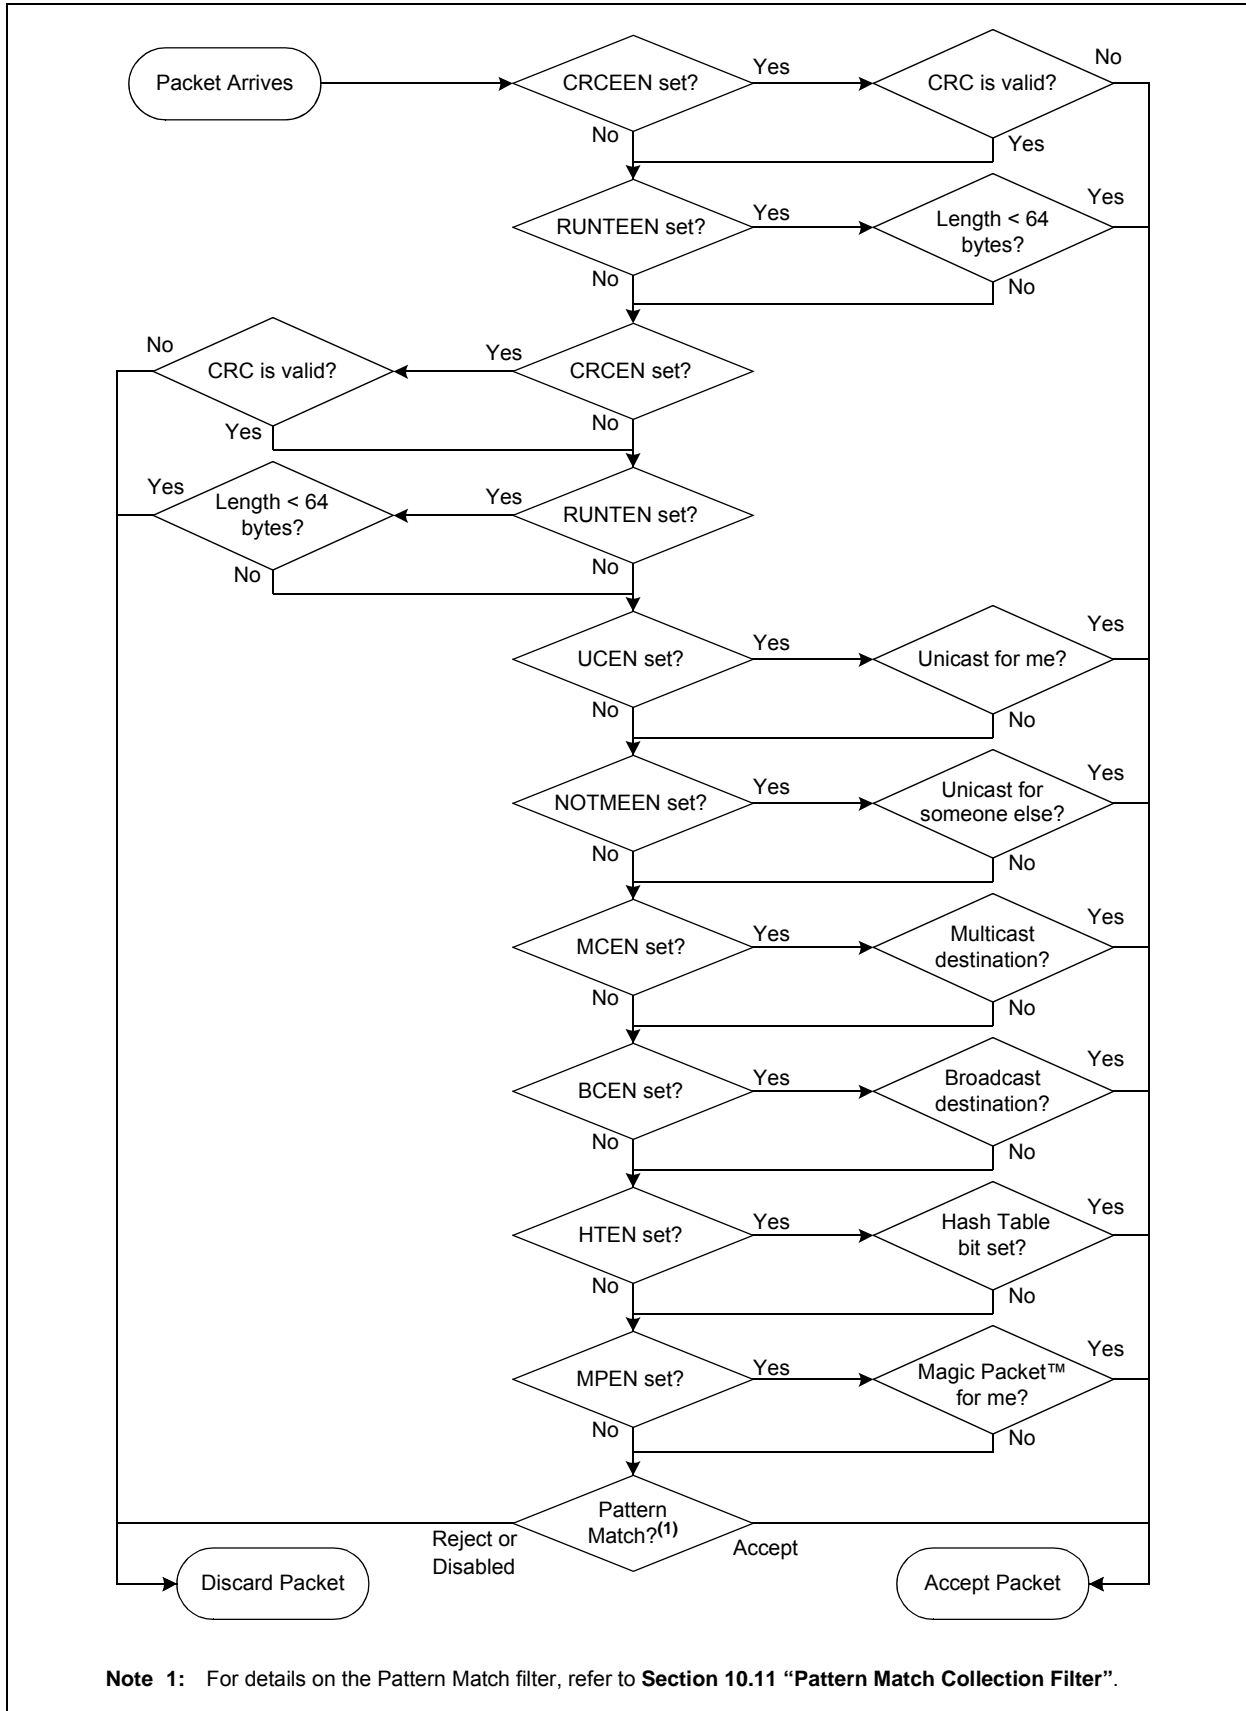 Packet Arrives
CRCEEN set?
Yes
CRC is valid?
No
No
Yes
RUNTEEN set?
Yes
Length < 64
bytes?
Yes
No
No
No
CRC is valid?
Yes
CRCEN set?
Yes
No
Yes
Length < 64
bytes?
Yes
RUNTEN set?
No
No
UCEN set?
Yes
Unicast for me?
Yes
No
No
NOTMEEN set?
Yes
Unicast for
someone else?
Yes
No
No
MCEN set?
Yes
Multicast
destination?
Yes
No
No
BCEN set?
Yes
Broadcast
destination?
Yes
No
No
HTEN set?
Yes
Hash Table
bit set?
Yes
No
No
MPEN set?
Yes
Magic Packet™
for me?
Yes
No
No
Pattern
Match?(1)
Reject or
Disabled
Accept
Discard Packet
Accept Packet
Note 1: For details on the Pattern Match filter, refer to Section 10.11 “Pattern Match Collection Filter”.